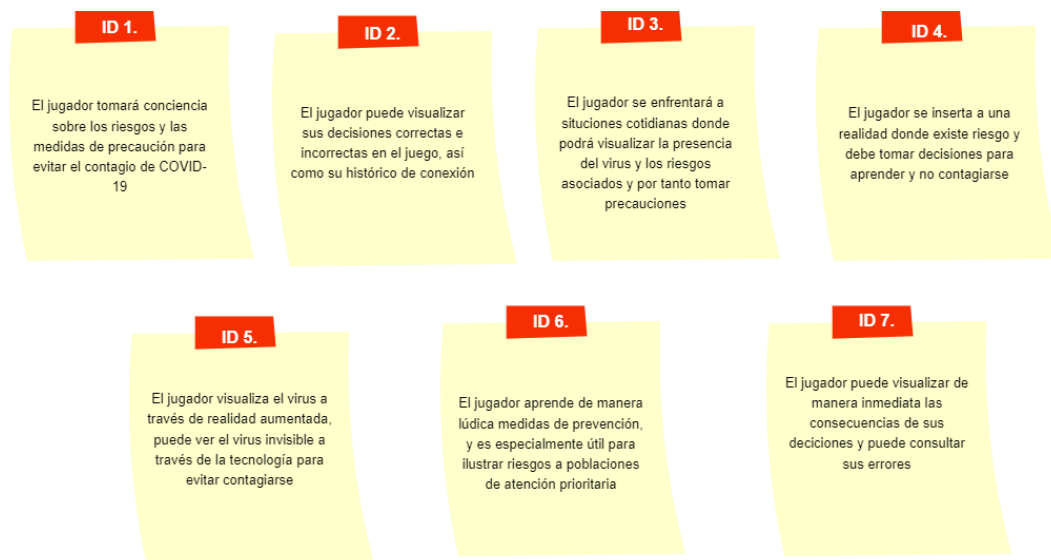 ID 1.
El jugador tomará conciencia
sobre los riesgos y las
medidas de precaución para
evitar el contagio de COVID-
19
ID 2.
El jugador puede visualizar
sus decisiones correctas e
incorrectas en el juego, así
como su histórico de conexión
ID 3.
El jugador se enfrentará a
situciones cotidianas donde
podrá visualizar la presencia
del virus y los riesgos
asociados y por tanto tomar
precauciones
ID 4.
El jugador se inserta a una
realidad donde existe riesgo y
debe tomar decisiones para
aprender y no contagiarse
ID 5.
El jugador visualiza el virus a
través de realidad aumentada,
puede ver el virus invisible a
través de la tecnología para
evitar contagiarse
ID 6.
El jugador aprende de manera
lúdica medidas de prevención,
y es especialmente útil para
ilustrar riesgos a poblaciones
de atención prioritaria
ID 7.
El jugador puede visualizar de
manera inmediata las
consecuencias de sus
deciciones y puede consultar
sus errores